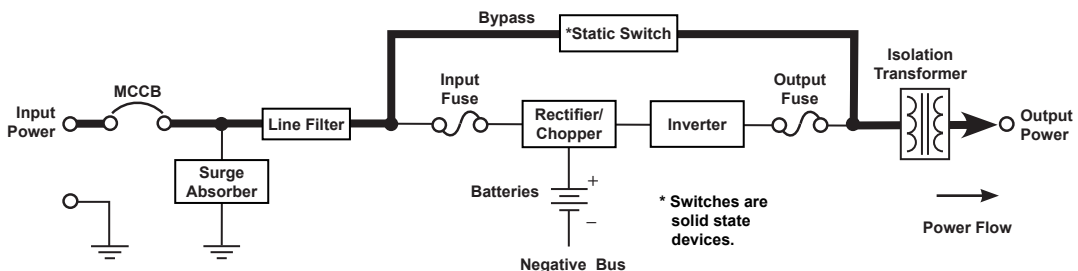 Bypass
*Static Switch
Isolation
Transformer
MCCB
Input
Fuse
Output
Fuse
Input
Power
Line Filter
Rectifier/
Chopper
Inverter
Output
Power
Surge
Absorber
Batteries
+
–
* Switches are
solid state
devices.
Power Flow
Negative Bus